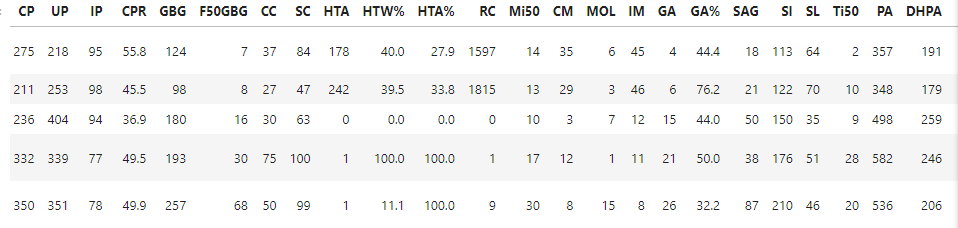 CP UP IP CPR GBG F50GBG CC SC HTA HTW% HTA% RC Mi50 CM MOL IM GA GA% SAG SI SL Ti50 PA DHPA
275 218 95 55.8 124 7 37 84 178 40.0 27.9 1597 14 35 6 45 4 44.4 18 113 64 2 357 191
211 253 98 45.5 98 8 27 47 242 39.5 33.8 1815 13 29 3 46 6 76.2 21 122 70 10 348 179
236 404 94 36.9 180 16 30 63 0 0.0 0.0 0 10 3 7 12 15 44.0 50 150 35 9 498 259
332 339 77 49.5 193 30 75 100 1 100.0 100.0 1 17 12 1 11 21 50.0 38 176 51 28 582 246
350 351 78 49.9 257 68 50 99 1 11.1 100.0 9 30 8 15 8 26 32.2 87 210 46 20 536 206